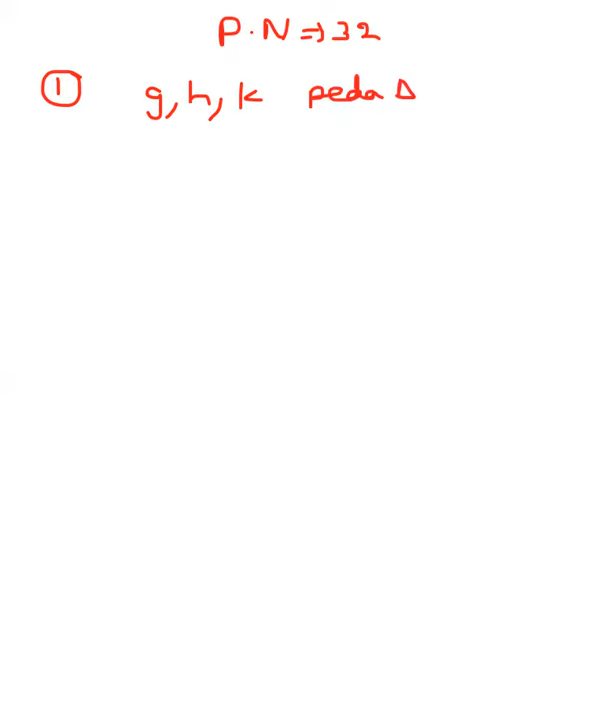 P.N ⇒ 32
① g, h, k peda Δ